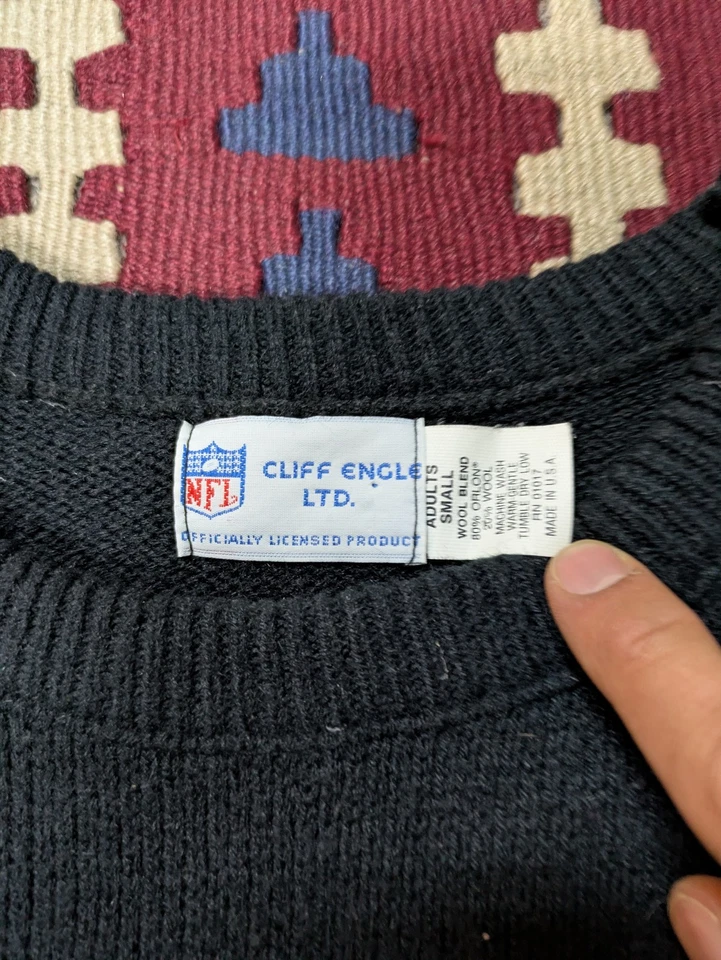 NFL
CLIFF ENGLE
LTD.
OFFICIALLY LICENSED PRODUCT
ADULTS
SMALL
WOOL BLEND
80% ORLON®
20% WOOL
MACHINE WASH
WARM GENTLE
TUMBLE DRY LOW
RN 01017
MADE IN U.S.A